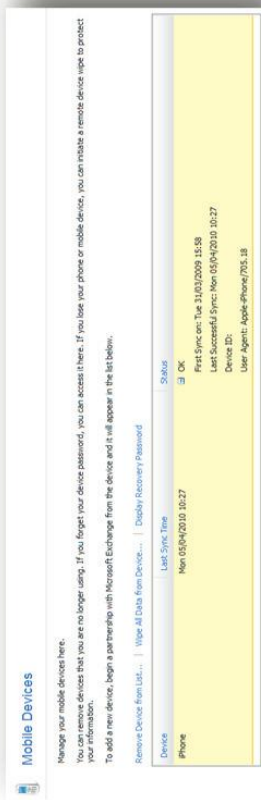 Mobile Devices
Manage your mobile devices here.
You can remove devices that you are no longer using. If you forget your device password, you can access it here. If you lose your phone or mobile device, you can initiate a remote device wipe to protect
your information.
To add a new device, begin a partnership with Microsoft Exchange from the device and it will appear in the list below.
Remove Device from List... | Wipe All Data from Device... | Display Recovery Password
Device Last Sync Time Status
iPhone Mon 05/04/2010 10:27 OK
First Sync on: Tue 31/03/2009 15:58
Last Successful Sync: Mon 05/04/2010 10:27
Device ID:
User Agent: Apple-iPhone/705.18